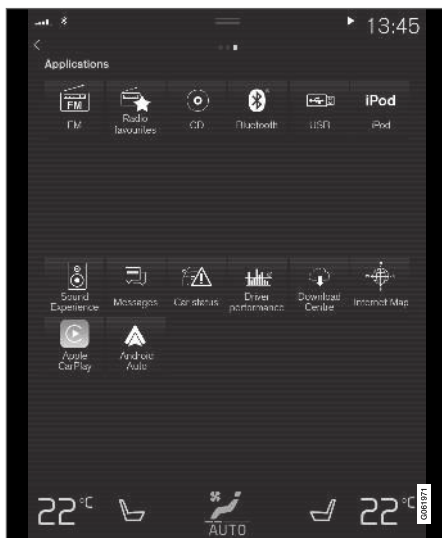 13:45
Applications
FM
FM
Radio
favourites
CD
Bluetooth
USB
iPod
iPod
Sound
Experience
Messages
Car status
Driver
performance
Download
Centre
Internet Map
Apple
CarPlay
Android
Auto
22°C
AUTO
22°C
G061971